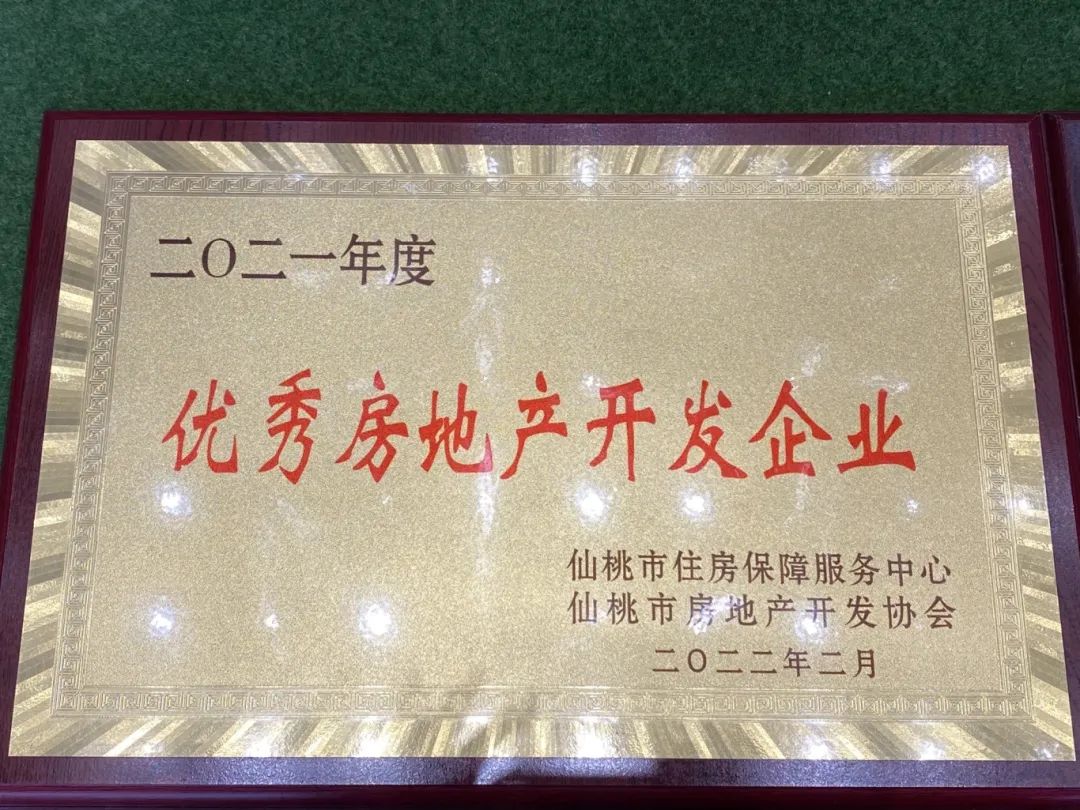 二〇二一年度
优秀房地产开发企业
仙桃市住房保障服务中心
仙桃市房地产开发协会
二〇二二年二月